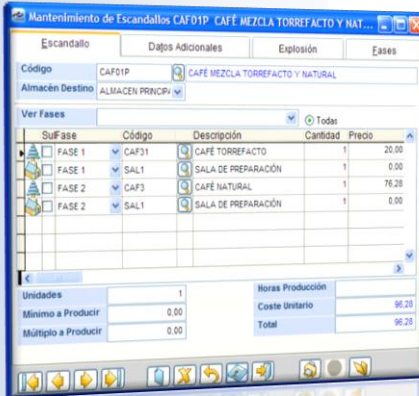 Mantenimiento de Escandallos CAF01P CAFÉ MEZCLA TORREFACTO Y NAT...
Escandallo Datos Adicionales Explosión Fases
Código CAF01P CAFÉ MEZCLA TORREFACTO Y NATURAL
Almacèn Destino ALMACEN PRINCIPA
Ver Fases Todas
Su Fase Código Descripción Cantidad Precio
FASE 1 CAF31 CAFÉ TORREFACTO 1 20,00
FASE 1 SAL1 SALA DE PREPARACIÓN 1 0,00
FASE 2 CAF3 CAFÉ NATURAL 1 76,28
FASE 2 SAL1 SALA DE PREPARACIÓN 1 0,00
Unidades 1 Horas Producción
Mínimo a Producir 0,00 Coste Unitario 96,28
Múltiplo a Producir 0,00 Total 96,28